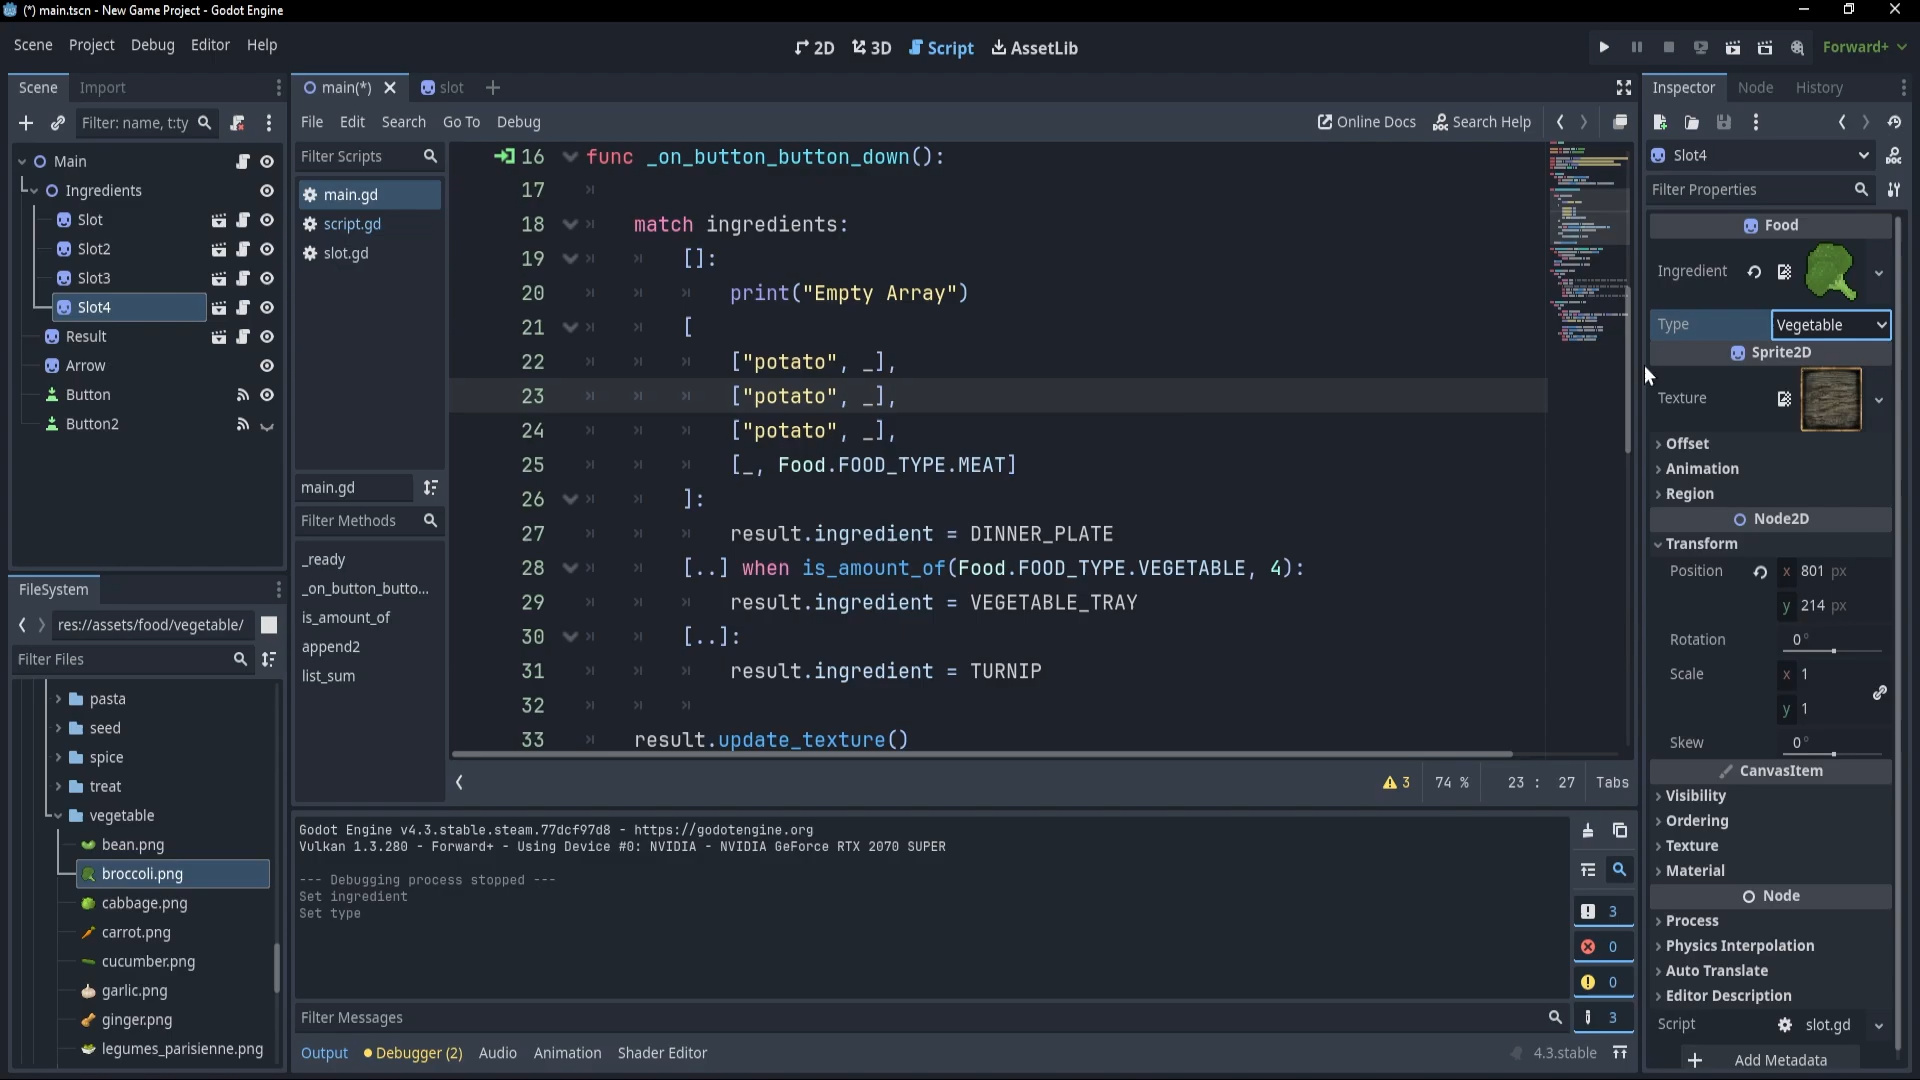 (*) main.tscn - New Game Project - Godot Engine
Scene Project Debug Editor Help
2D 3D Script AssetLib
Forward+
Scene Import
Filter: name, t:ty
Main
Ingredients
Slot
Slot2
Slot3
Slot4
Result
Arrow
Button
Button2
FileSystem
res://assets/food/vegetable/
Filter Files
pasta
seed
spice
treat
vegetable
bean.png
broccoli.png
cabbage.png
carrot.png
cucumber.png
garlic.png
ginger.png
legumes_parisienne.png
main(*) slot
File Edit Search Go To Debug
Online Docs Search Help
Filter Scripts
main.gd
script.gd
slot.gd
main.gd
Filter Methods
_ready
_on_button_butto...
is_amount_of
append2
list_sum
16 func _on_button_button_down():
17
18 match ingredients:
19 []:
20 print("Empty Array")
21 [
22 ["potato", _],
23 ["potato", _],
24 ["potato", _],
25 [_, Food.FOOD_TYPE.MEAT]
26 ]:
27 result.ingredient = DINNER_PLATE
28 [..] when is_amount_of(Food.FOOD_TYPE.VEGETABLE, 4):
29 result.ingredient = VEGETABLE_TRAY
30 [..]:
31 result.ingredient = TURNIP
32
33 result.update_texture()
3 74 % 23 : 27 Tabs
Godot Engine v4.3.stable.steam.77dcf97d8 - https://godotengine.org
Vulkan 1.3.280 - Forward+ - Using Device #0: NVIDIA - NVIDIA GeForce RTX 2070 SUPER
--- Debugging process stopped ---
Set ingredient
Set type
3
0
0
3
Filter Messages
Output Debugger (2) Audio Animation Shader Editor
4.3.stable
Inspector Node History
Slot4
Filter Properties
Food
Ingredient
Type Vegetable
Sprite2D
Texture
Offset
Animation
Region
Node2D
Transform
Position x 801 px
y 214 px
Rotation 0°
Scale x 1
y 1
Skew 0°
CanvasItem
Visibility
Ordering
Texture
Material
Node
Process
Physics Interpolation
Auto Translate
Editor Description
Script slot.gd
Add Metadata